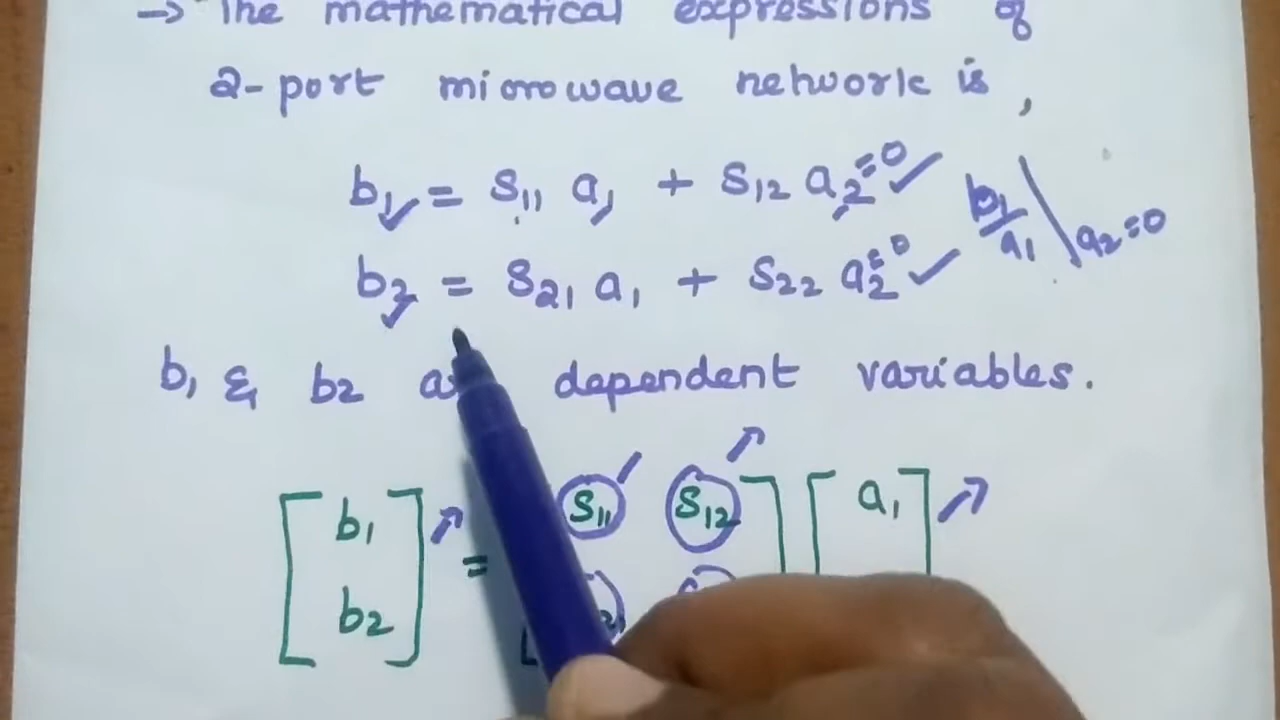 → The mathematical expressions of
2-port microwave network is,
b1 = S11 a1 + S12 a2=0 b1/a1 | a2=0
b2 = S21 a1 + S22 a2=0
b1 & b2 dependent variables.
[b1 = S11 S12] [a1]
b2]